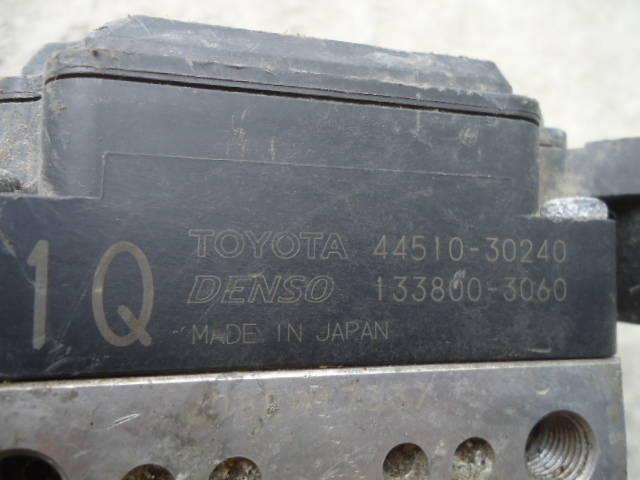 1Q
TOYOTA 44510-30240
DENSO 133800-3060
MADE IN JAPAN